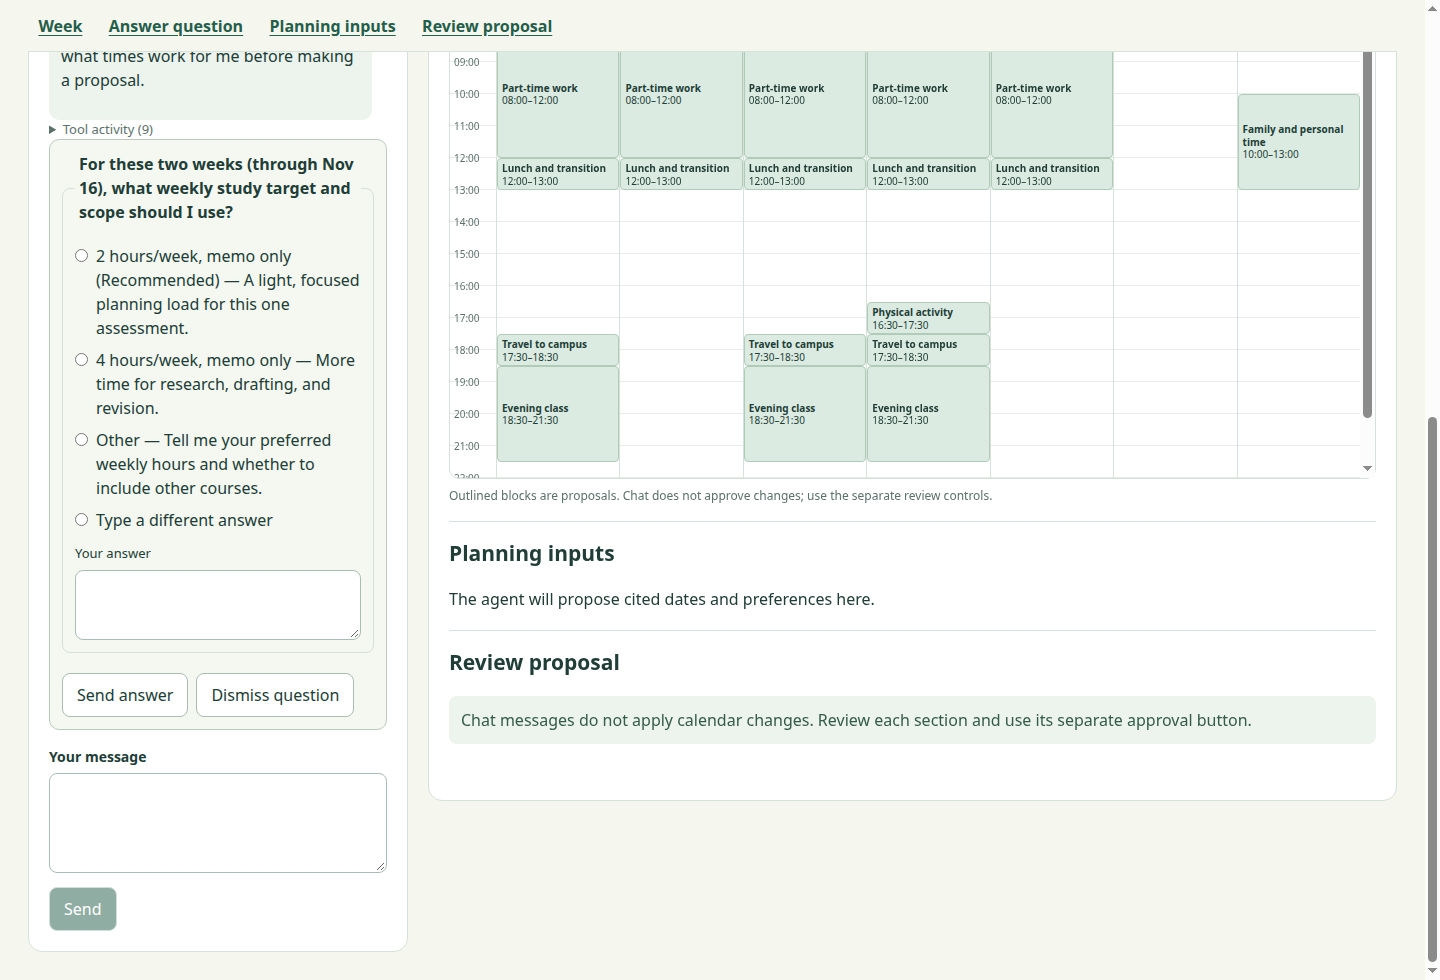 Week Answer question Planning inputs Review proposal
what times work for me before making
a proposal.
Tool activity (9)
For these two weeks (through Nov
16), what weekly study target and
scope should I use?
2 hours/week, memo only
(Recommended) — A light, focused
planning load for this one
assessment.
4 hours/week, memo only — More
time for research, drafting, and
revision.
Other — Tell me your preferred
weekly hours and whether to
include other courses.
Type a different answer
Your answer
Send answer Dismiss question
Your message
Send
09:00
10:00
11:00
12:00
13:00
14:00
15:00
16:00
17:00
18:00
19:00
20:00
21:00
22:00
Part-time work
08:00–12:00
Lunch and transition
12:00–13:00
Travel to campus
17:30–18:30
Evening class
18:30–21:30
Part-time work
08:00–12:00
Lunch and transition
12:00–13:00
Part-time work
08:00–12:00
Lunch and transition
12:00–13:00
Travel to campus
17:30–18:30
Evening class
18:30–21:30
Part-time work
08:00–12:00
Lunch and transition
12:00–13:00
Physical activity
16:30–17:30
Travel to campus
17:30–18:30
Evening class
18:30–21:30
Part-time work
08:00–12:00
Lunch and transition
12:00–13:00
Family and personal
time
10:00–13:00
Outlined blocks are proposals. Chat does not approve changes; use the separate review controls.
Planning inputs
The agent will propose cited dates and preferences here.
Review proposal
Chat messages do not apply calendar changes. Review each section and use its separate approval button.